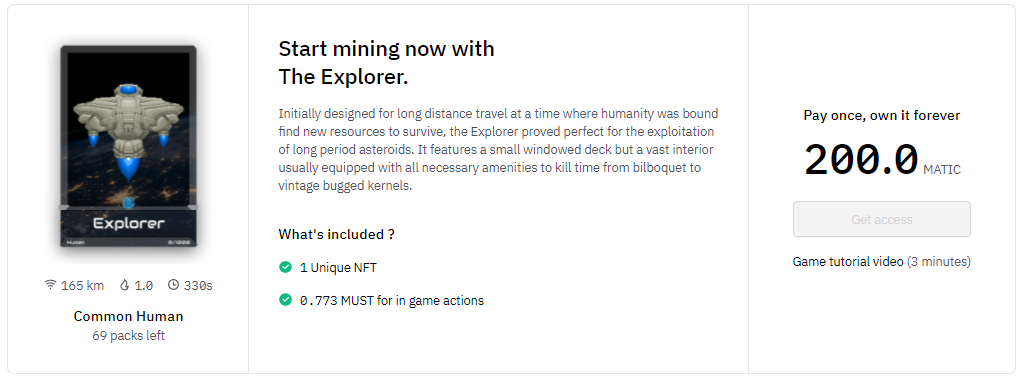 Explorer
Human 0/1000
165 km 1.0 330s
Common Human
69 packs left
Start mining now with
The Explorer.
Initially designed for long distance travel at a time where humanity was bound
find new resources to survive, the Explorer proved perfect for the exploitation
of long period asteroids. It features a small windowed deck but a vast interior
usually equipped with all necessary amenities to kill time from bilboquet to
vintage bugged kernels.
What's included ?
1 Unique NFT
0.773 MUST for in game actions
Pay once, own it forever
200.0 MATIC
Get access
Game tutorial video (3 minutes)